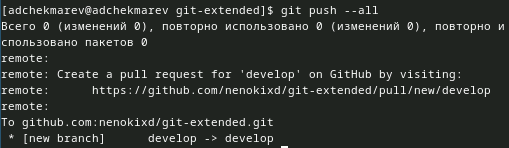 [adchekmarev@adchekmarev git-extended]$ git push --all
Всего 0 (изменений 0), повторно использовано 0 (изменений 0), повторно и
спользовано пакетов 0
remote:
remote: Create a pull request for 'develop' on GitHub by visiting:
remote:      https://github.com/nenokixd/git-extended/pull/new/develop
remote:
To github.com:nenokixd/git-extended.git
 * [new branch]      develop -> develop